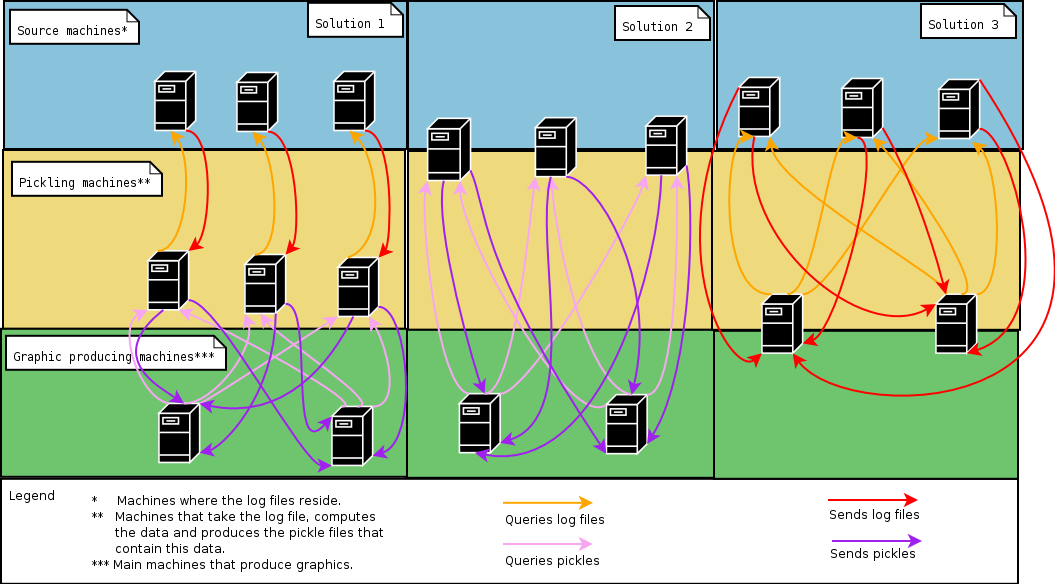 Source machines*
Solution 1
Solution 2
Solution 3
Pickling machines**
Graphic producing machines***
Legend
* Machines where the log files reside.
** Machines that take the log file, computes
the data and produces the pickle files that
contain this data.
*** Main machines that produce graphics.
Queries log files
Queries pickles
Sends log files
Sends pickles